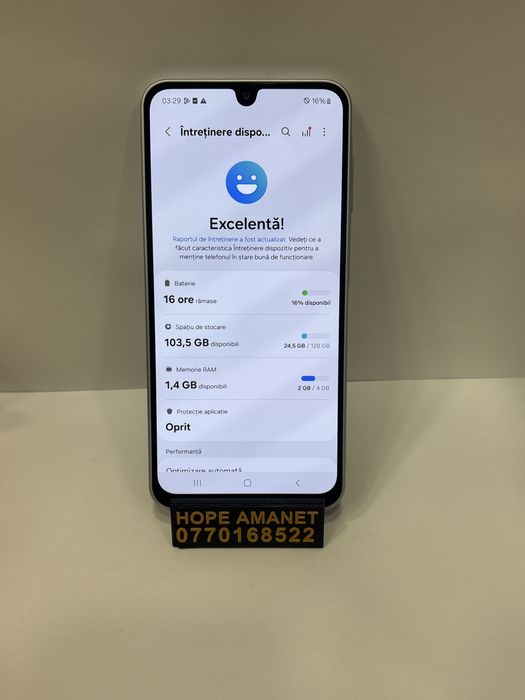 03:29 16%
Întreținere dispo...
Excelentă!
Raportul de întreținere a fost actualizat. Vedeți ce a
făcut caracteristica Întreținere dispozitiv pentru a
menține telefonul în stare bună de funcționare.
Baterie
16 ore rămase
16% disponibil
Spațiu de stocare
103,5 GB disponibili
24,5 GB / 128 GB
Memorie RAM
1,4 GB disponibili
2 GB / 4 GB
Protecție aplicație
Oprit
Performanță
Optimizare automată
HOPE AMANET
0770168522